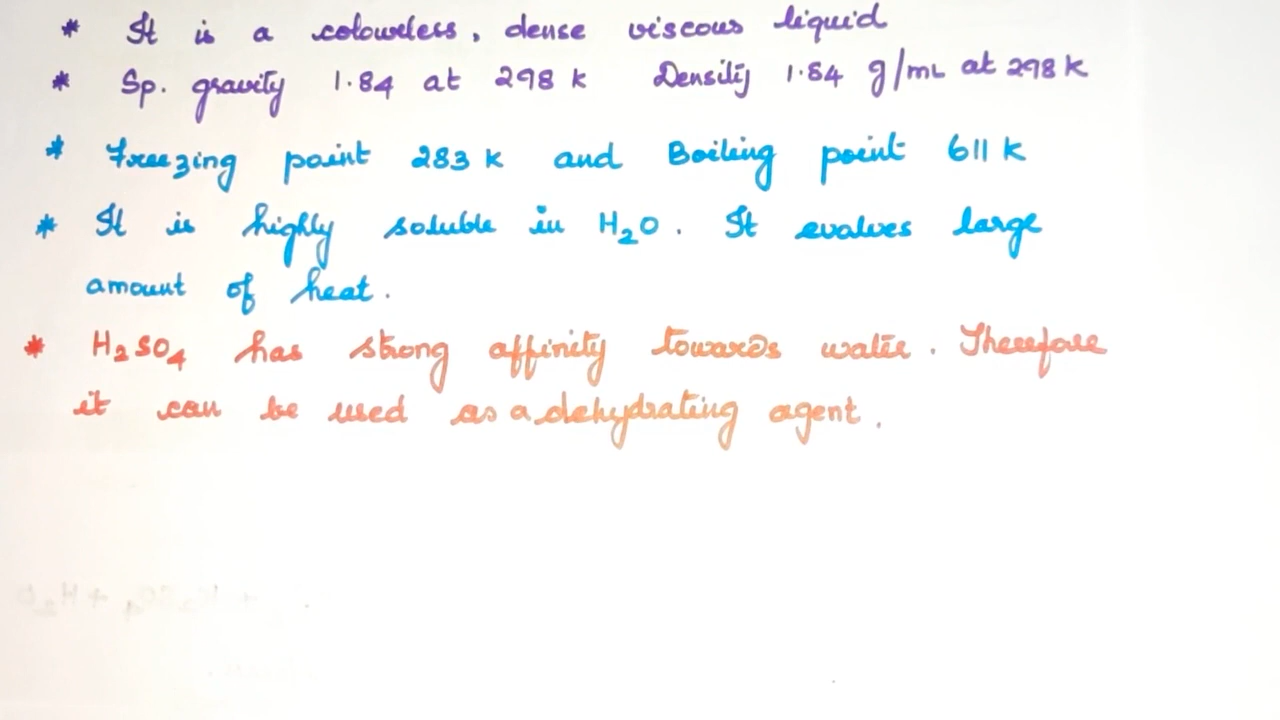 * It is a colourless, dense viscous liquid
* Sp. gravity 1.84 at 298 K Density 1.84 g/mL at 298 K
* Freezing point 283 K and Boiling point 611 K
* It is highly soluble in H₂O. It evolves large
amount of heat.
* H₂SO₄ has strong affinity towards water. Therefore
it can be used as a dehydrating agent.